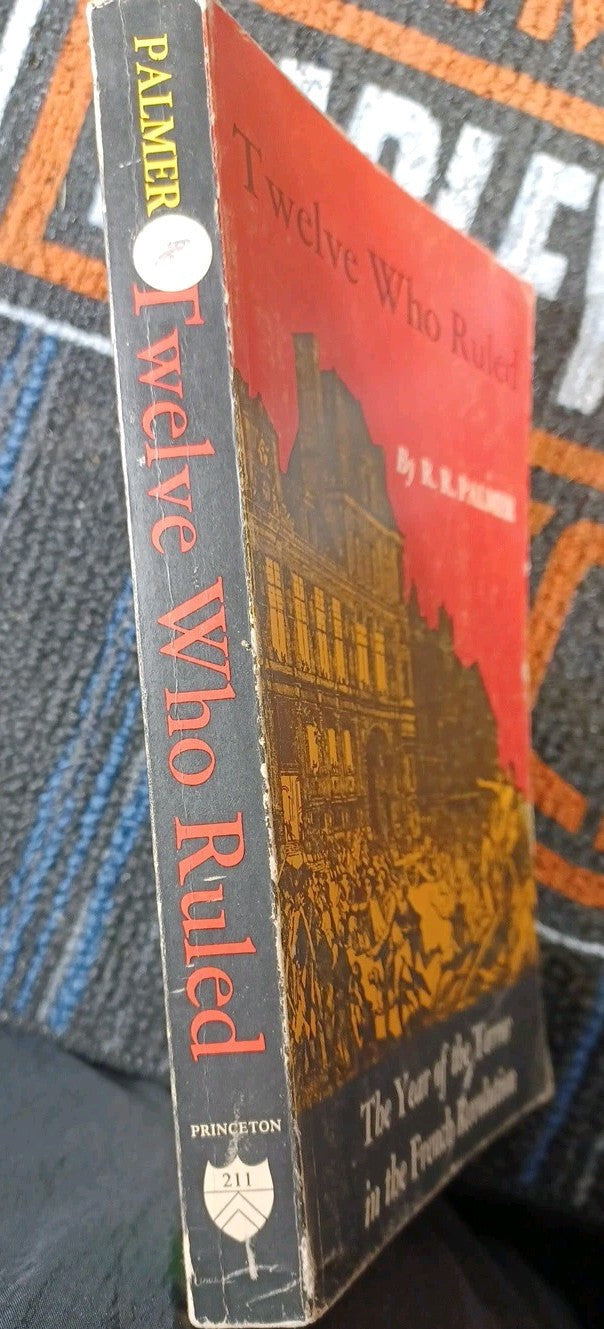 PALMER
Twelve Who Ruled
PRINCETON
211
Twelve Who Ruled
By R. R. PALMER
The Year of the Terror
in the French Revolution